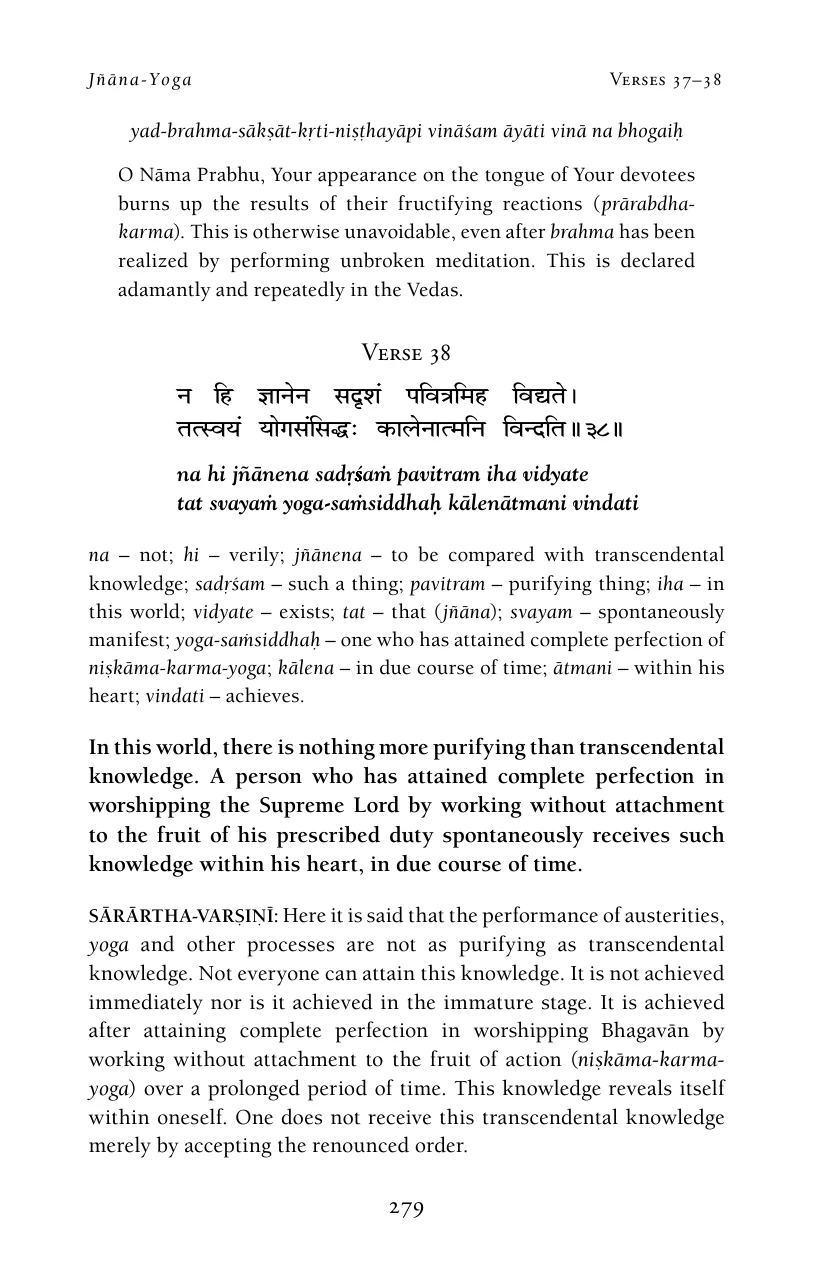 Jñāna-Yoga VERSES 37–38
yad-brahma-sākṣāt-kṛti-niṣṭhayāpi vināśam āyāti vinā na bhogaiḥ
O Nāma Prabhu, Your appearance on the tongue of Your devotees
burns up the results of their fructifying reactions (prārabdha-
karma). This is otherwise unavoidable, even after brahma has been
realized by performing unbroken meditation. This is declared
adamantly and repeatedly in the Vedas.
VERSE 38
न हि ज्ञानेन सदृशं पवित्रमिह विद्यते।
तत्स्वयं योगसंसिद्धः कालेनात्मनि विन्दति॥३८॥
na hi jñānena sadṛśaṁ pavitram iha vidyate
tat svayaṁ yoga-saṁsiddhaḥ kālenātmani vindati
na – not; hi – verily; jñānena – to be compared with transcendental
knowledge; sadṛśam – such a thing; pavitram – purifying thing; iha – in
this world; vidyate – exists; tat – that (jñāna); svayam – spontaneously
manifest; yoga-saṁsiddhaḥ – one who has attained complete perfection of
niṣkāma-karma-yoga; kālena – in due course of time; ātmani – within his
heart; vindati – achieves.
In this world, there is nothing more purifying than transcendental
knowledge. A person who has attained complete perfection in
worshipping the Supreme Lord by working without attachment
to the fruit of his prescribed duty spontaneously receives such
knowledge within his heart, in due course of time.
SĀRĀRTHA-VARṢIṆĪ: Here it is said that the performance of austerities,
yoga and other processes are not as purifying as transcendental
knowledge. Not everyone can attain this knowledge. It is not achieved
immediately nor is it achieved in the immature stage. It is achieved
after attaining complete perfection in worshipping Bhagavān by
working without attachment to the fruit of action (niṣkāma-karma-
yoga) over a prolonged period of time. This knowledge reveals itself
within oneself. One does not receive this transcendental knowledge
merely by accepting the renounced order.
279